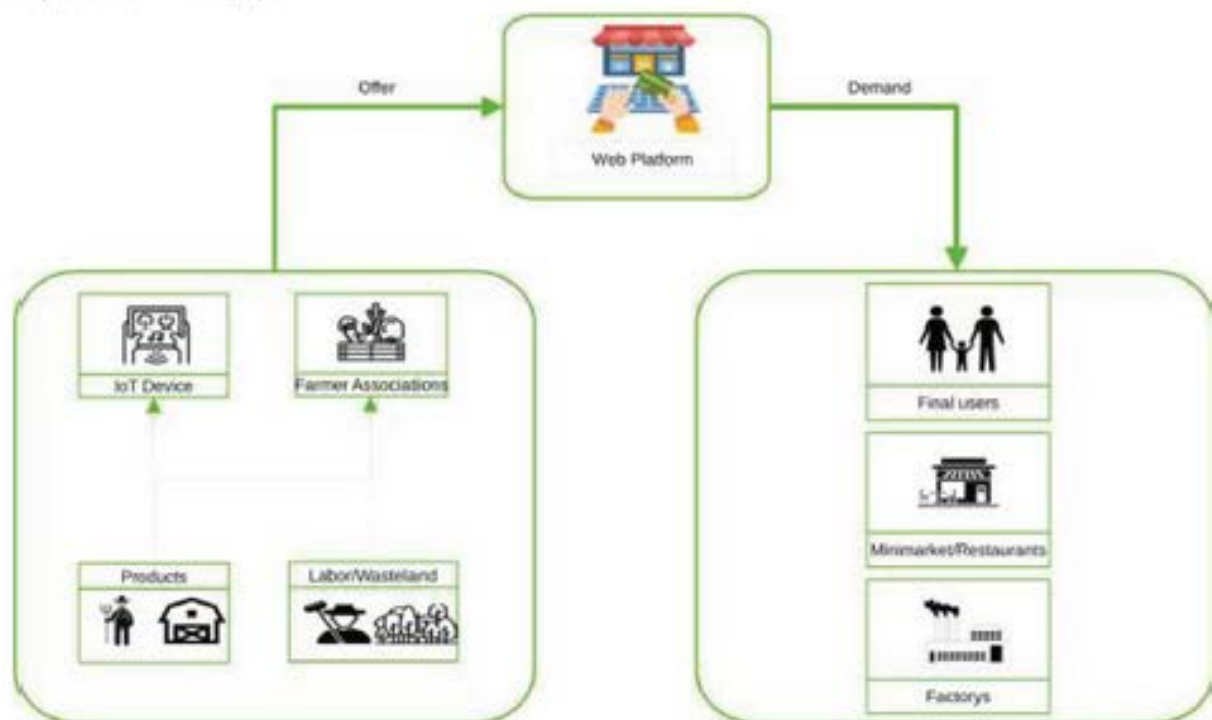 Offer
Demand
Web Platform
IoT Device
Farmer Associations
Products
Labor/Wasteland
Final users
Minimarket/Restaurants
Factorys